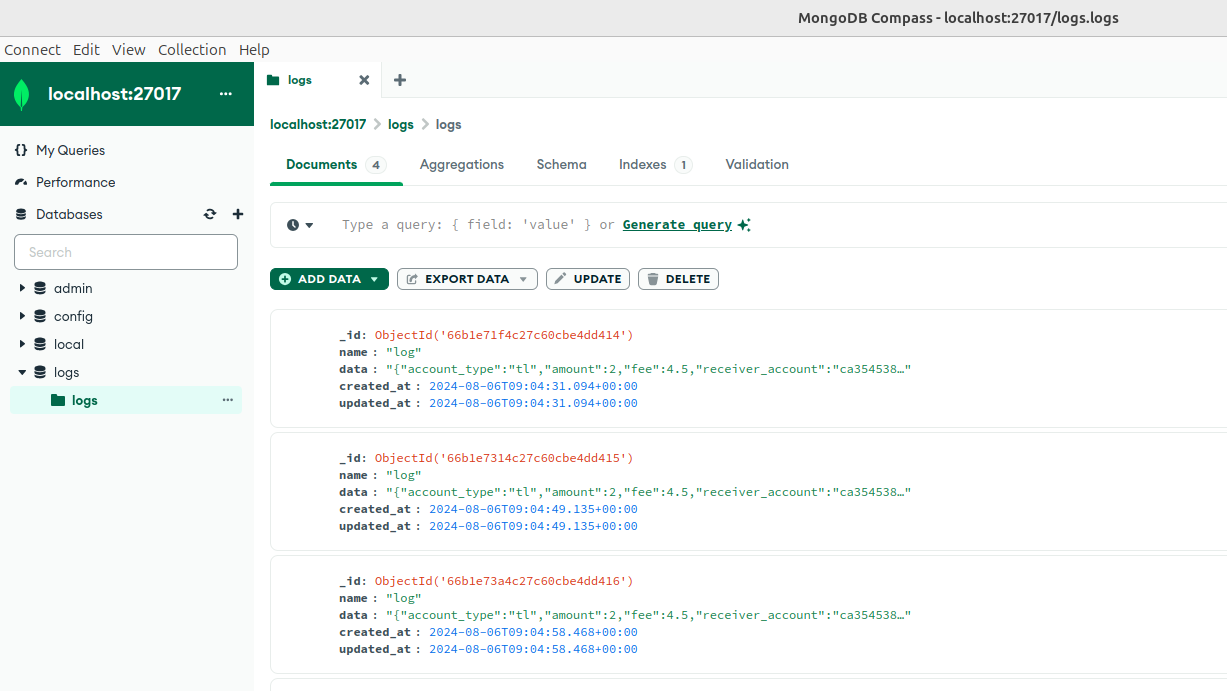 MongoDB Compass - localhost:27017/logs.logs
Connect Edit View Collection Help
localhost:27017 ...
logs
localhost:27017 > logs > logs
{} My Queries
Performance
Databases
Search
admin
config
local
logs
logs ...
Documents 4 Aggregations Schema Indexes 1 Validation
Type a query: { field: 'value' } or Generate query
ADD DATA EXPORT DATA UPDATE DELETE
_id: ObjectId('66b1e71f4c27c60cbe4dd414')
name : "log"
data : "{"account_type":"tl","amount":2,"fee":4.5,"receiver_account":"ca354538…"
created_at : 2024-08-06T09:04:31.094+00:00
updated_at : 2024-08-06T09:04:31.094+00:00
_id: ObjectId('66b1e7314c27c60cbe4dd415')
name : "log"
data : "{"account_type":"tl","amount":2,"fee":4.5,"receiver_account":"ca354538…"
created_at : 2024-08-06T09:04:49.135+00:00
updated_at : 2024-08-06T09:04:49.135+00:00
_id: ObjectId('66b1e73a4c27c60cbe4dd416')
name : "log"
data : "{"account_type":"tl","amount":2,"fee":4.5,"receiver_account":"ca354538…"
created_at : 2024-08-06T09:04:58.468+00:00
updated_at : 2024-08-06T09:04:58.468+00:00